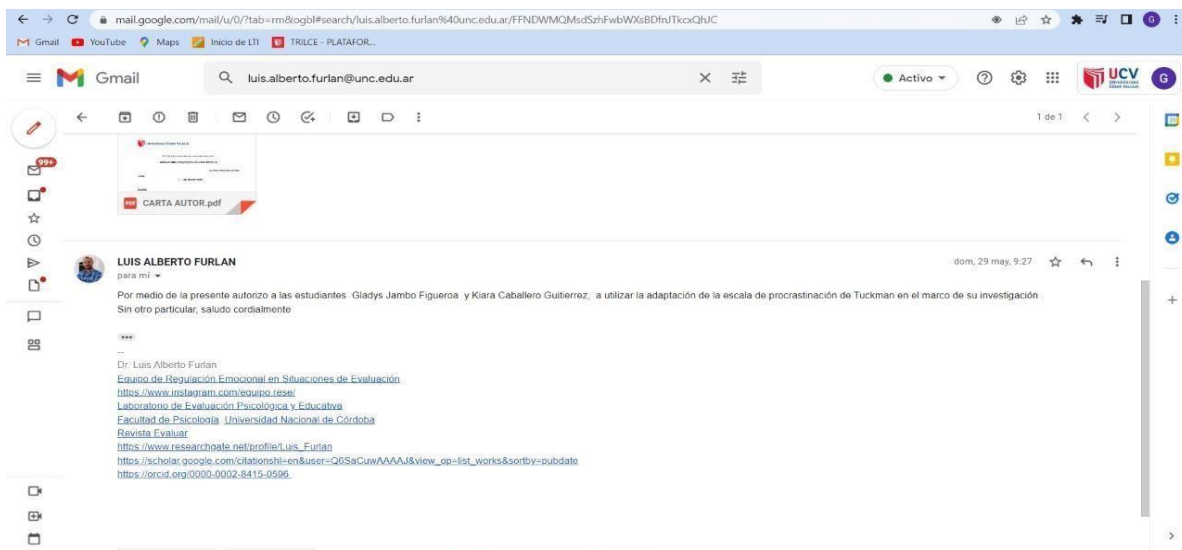 mail.google.com/mail/u/0/?tab=rm&ogbl#search/luis.alberto.furlan%40unc.edu.ar/FFNDWMQMsdSzhFwbWXsBDfnJTkcxQhJC
G
Gmail YouTube Maps Inicio de LTI TRILCE - PLATAFOR...
Gmail luis.alberto.furlan@unc.edu.ar Activo UCV G
1 de 1
99+
PDF CARTA AUTOR.pdf
LUIS ALBERTO FURLAN dom, 29 may, 9:27
para mí
Por medio de la presente autorizo a las estudiantes Gladys Jambo Figueroa y Kiara Caballero Guitierrez, a utilizar la adaptación de la escala de procrastinación de Tuckman en el marco de su investigación
Sin otro particular, saludo cordialmente
...
--
Dr. Luis Alberto Furlan
Equipo de Regulación Emocional en Situaciones de Evaluación
https://www.instagram.com/equipo.rese/
Laboratorio de Evaluación Psicológica y Educativa
Facultad de Psicología Universidad Nacional de Córdoba
Revista Evaluar
https://www.researchgate.net/profile/Luis_Furlan
https://scholar.google.com/citationshl=en&user=Q6SaCuwAAAAJ&view_op=list_works&sortby=pubdate
https://orcid.org/0000-0002-8415-0596